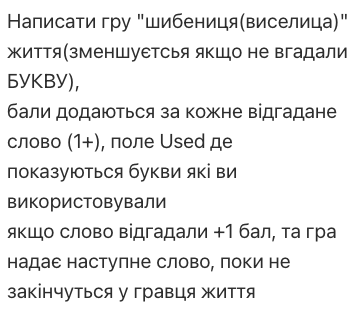 Написати гру "шибениця(виселица)"
життя(зменшуєтсья якщо не вгадали
БУКВУ),
бали додаються за кожне відгадане
слово (1+), поле Used де
показуються букви які ви
використовували
якщо слово відгадали +1 бал, та гра
надає наступне слово, поки не
закінчуться у гравця життя